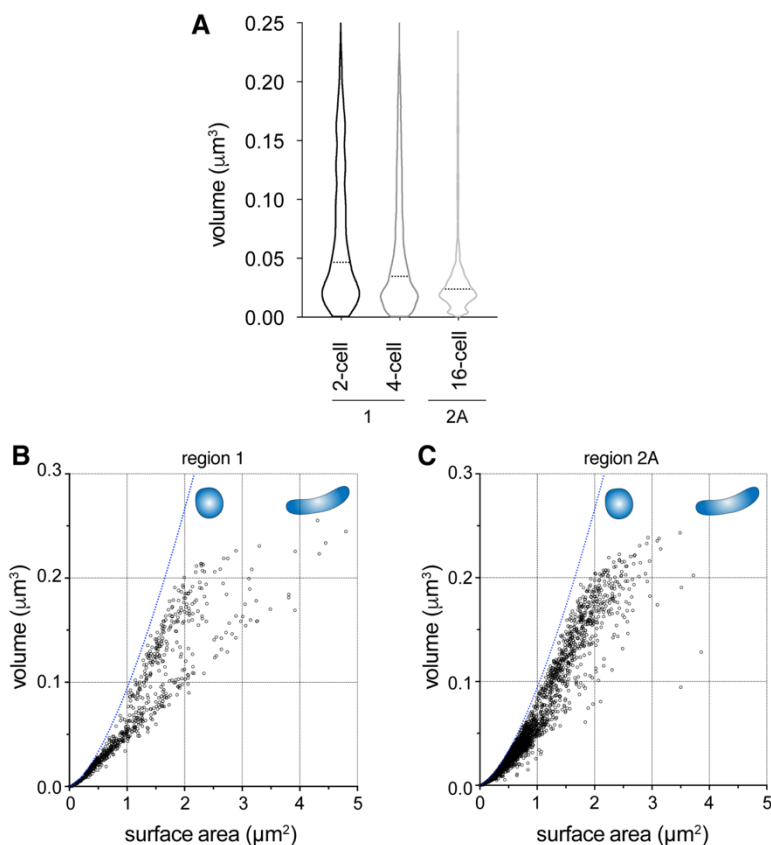 A
volume (μm³)
0.25
0.20
0.15
0.10
0.05
0.00
2-cell
4-cell
16-cell
1
2A
B
region 1
volume (μm³)
0.3
0.2
0.1
0.0
0
1
2
3
4
5
surface area (μm²)
C
region 2A
volume (μm³)
0.3
0.2
0.1
0.0
0
1
2
3
4
5
surface area (μm²)